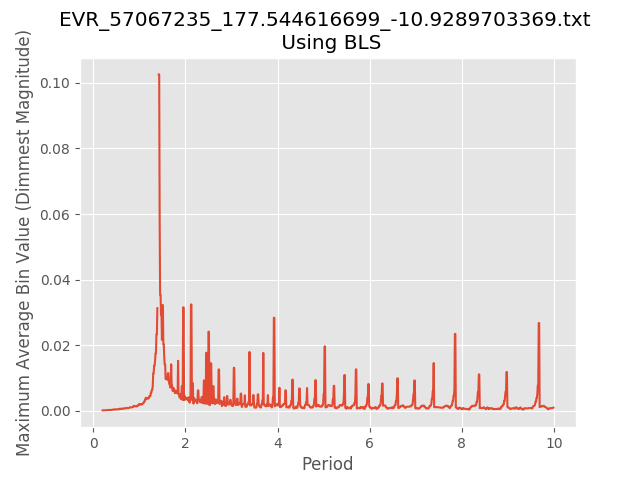 EVR_57067235_177.544616699_-10.9289703369.txt
Using BLS
Maximum Average Bin Value (Dimmest Magnitude)
0.10
0.08
0.06
0.04
0.02
0.00
0 2 4 6 8 10
Period